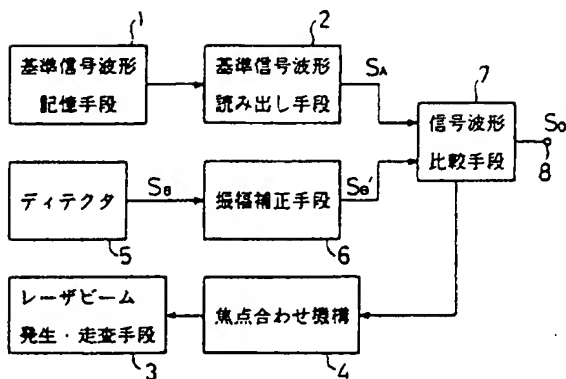 1
基準信号波形
記憶手段
2
基準信号波形
読み出し手段
SA
7
信号波形
比較手段
SO
8
ディテクタ
5
SB
振幅補正手段
6
SB'
レーザビーム
発生・走査手段
3
焦点合わせ機構
4